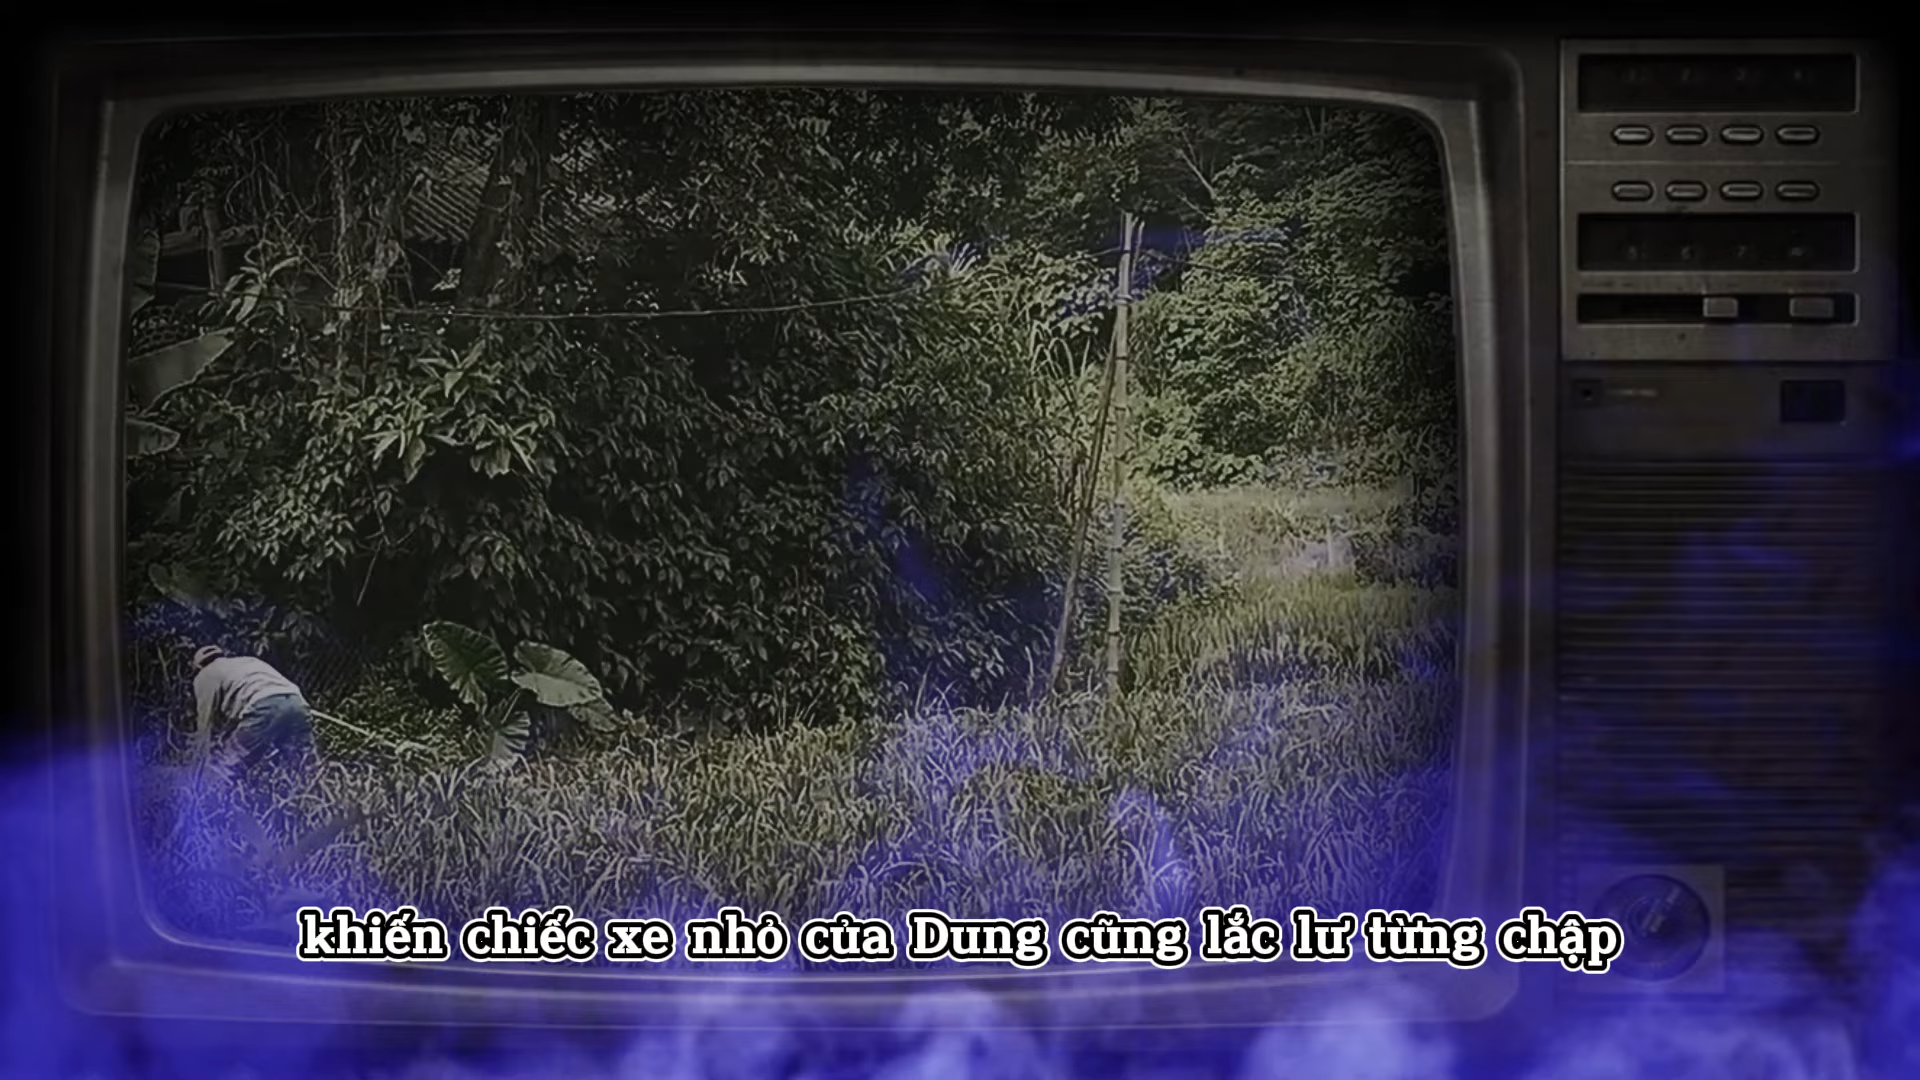 khiến chiếc xe nhỏ của Dung cũng lắc lư từng chập